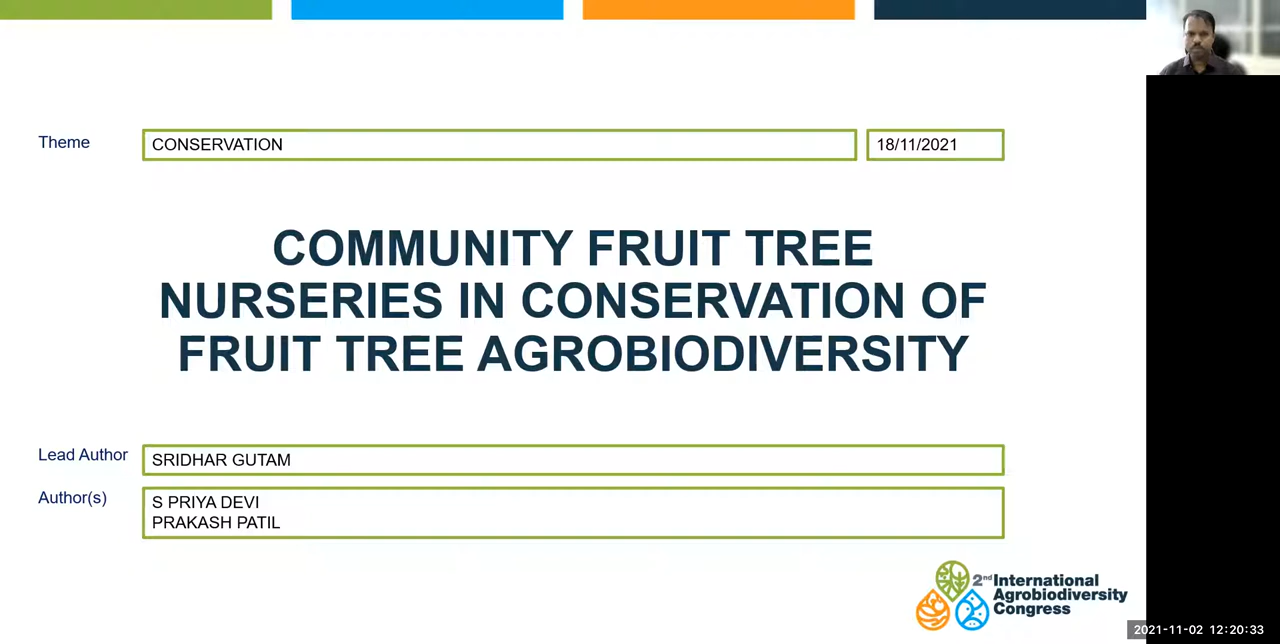 Theme
CONSERVATION
18/11/2021
COMMUNITY FRUIT TREE
NURSERIES IN CONSERVATION OF
FRUIT TREE AGROBIODIVERSITY
Lead Author
SRIDHAR GUTAM
Author(s)
S PRIYA DEVI
PRAKASH PATIL
2nd International
Agrobiodiversity
Congress
2021-11-02 12:20:33